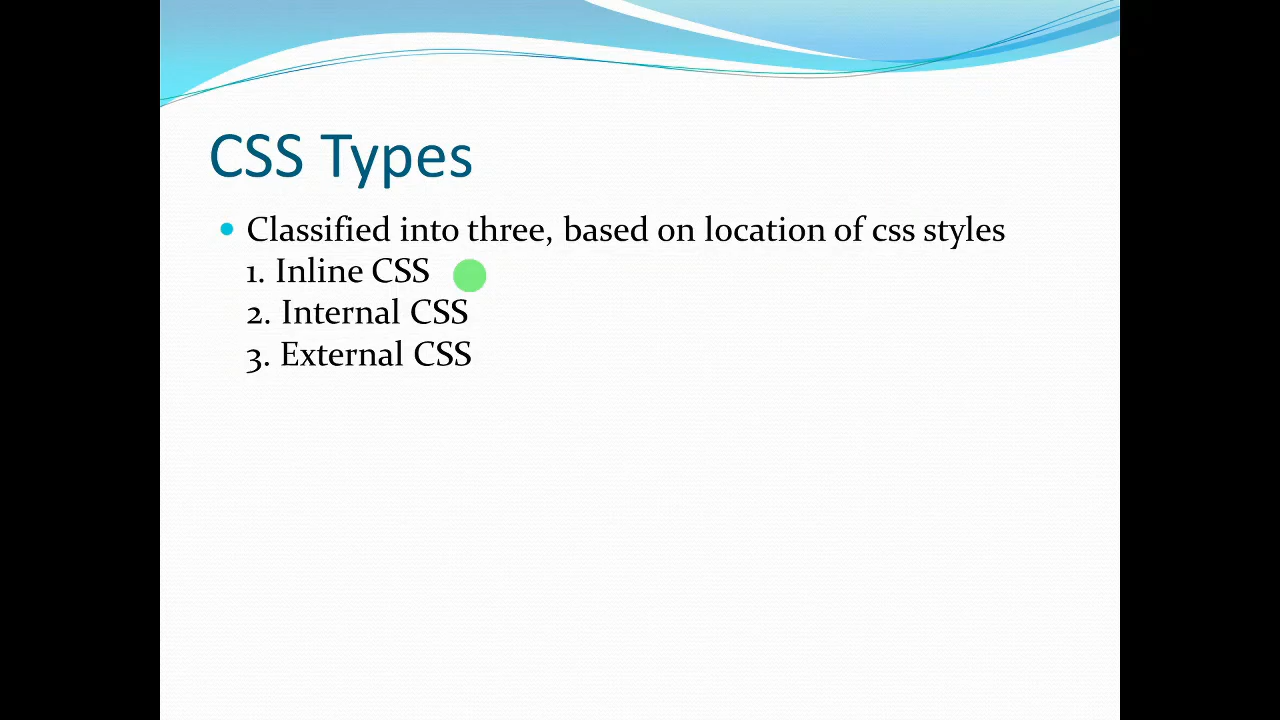 CSS Types
Classified into three, based on location of css styles
1. Inline CSS
2. Internal CSS
3. External CSS